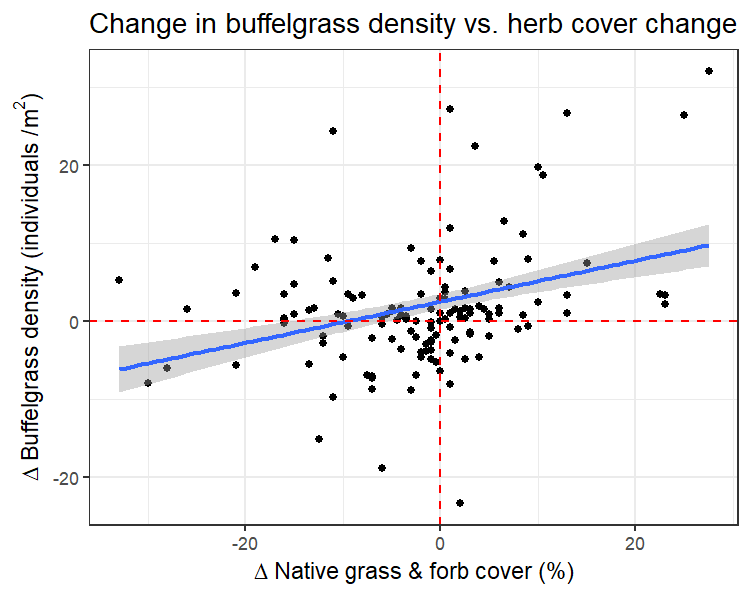 Change in buffelgrass density vs. herb cover change
Δ Buffelgrass density (individuals /m²)
20
0
-20
-20
0
20
Δ Native grass & forb cover (%)